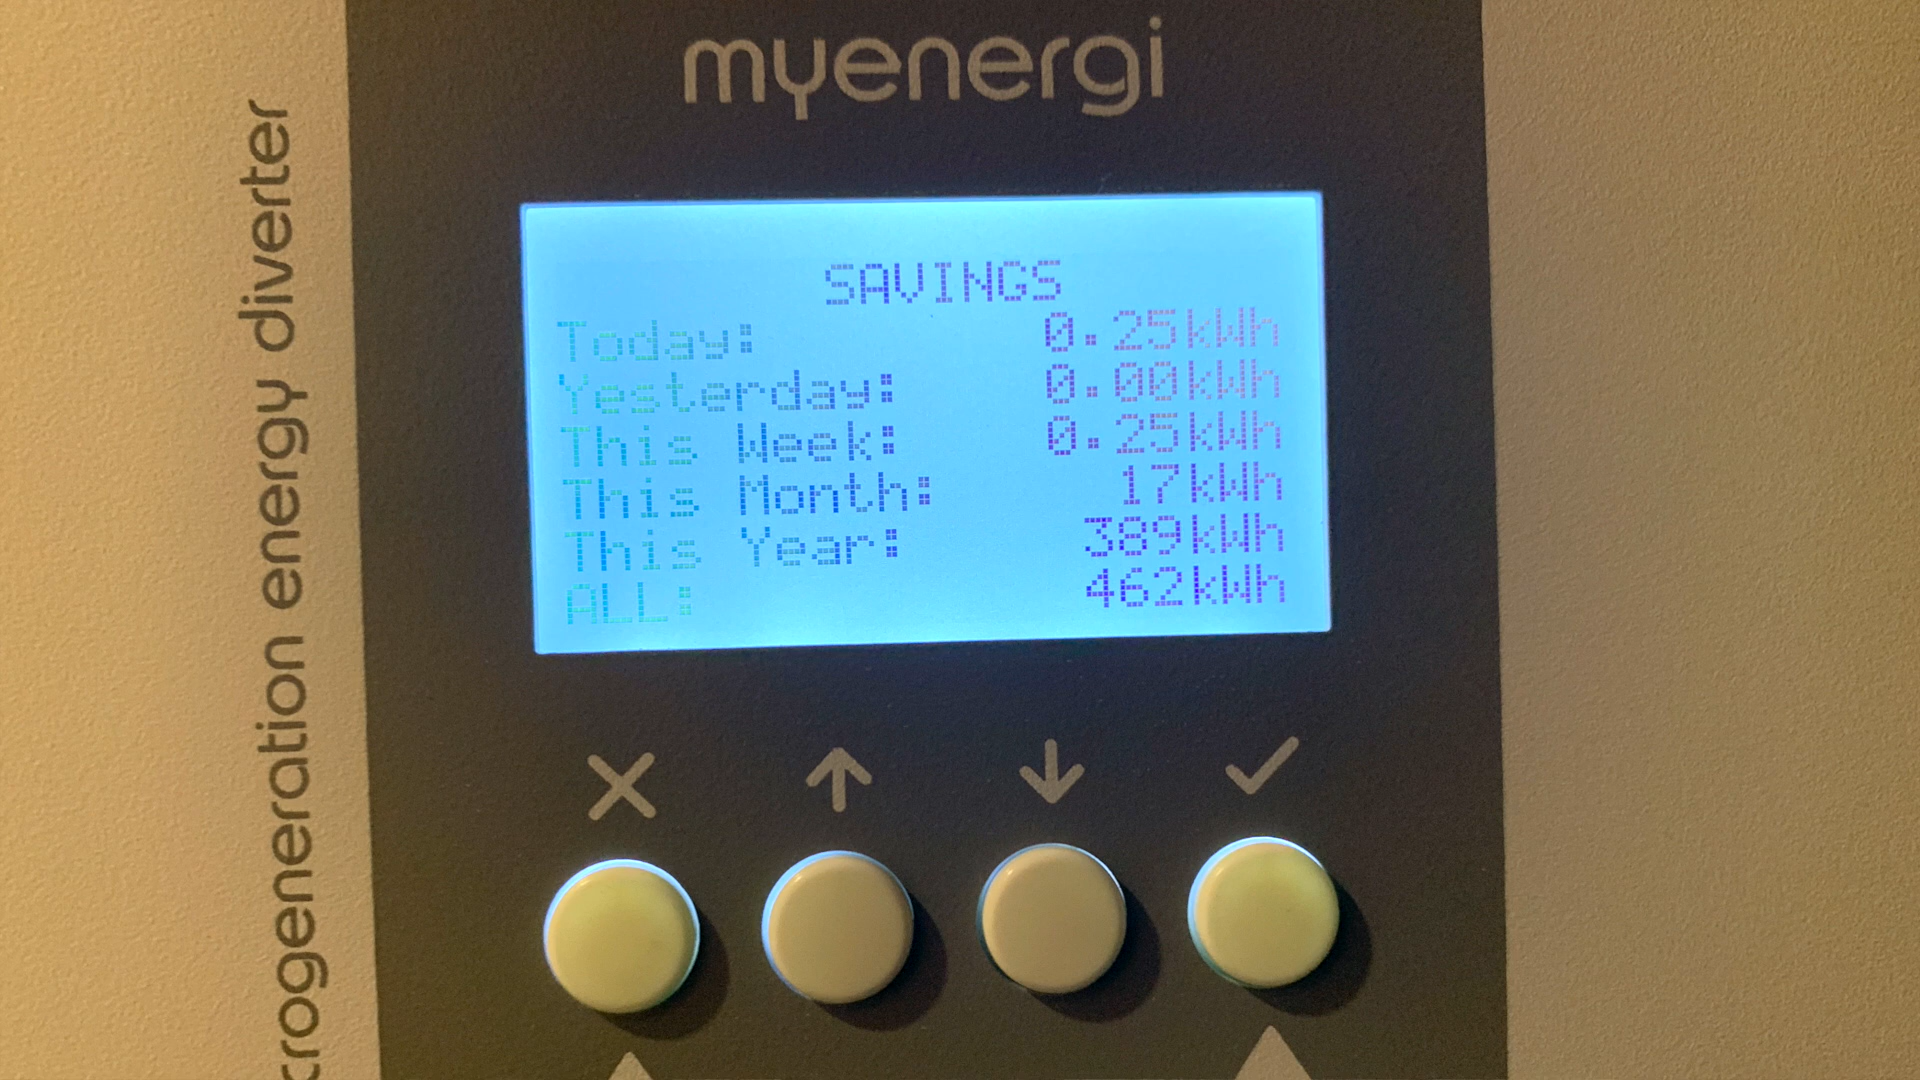 myenergi
crogeneration energy diverter
SAVINGS
Today: 0.25kWh
Yesterday: 0.00kWh
This Week: 0.25kWh
This Month: 17kWh
This Year: 389kWh
ALL: 462kWh